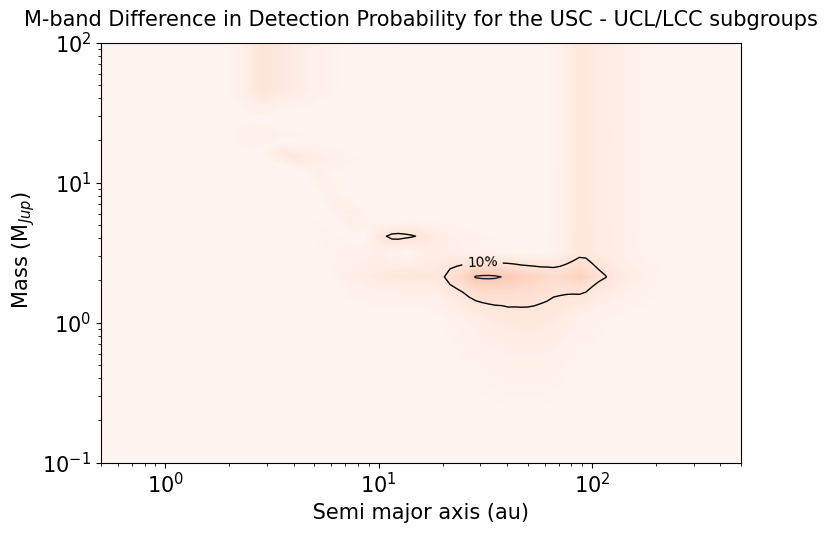 M-band Difference in Detection Probability for the USC - UCL/LCC subgroups
10²
10¹
10⁰
10⁻¹
Mass (M_Jup)
10%
10⁰
10¹
10²
Semi major axis (au)